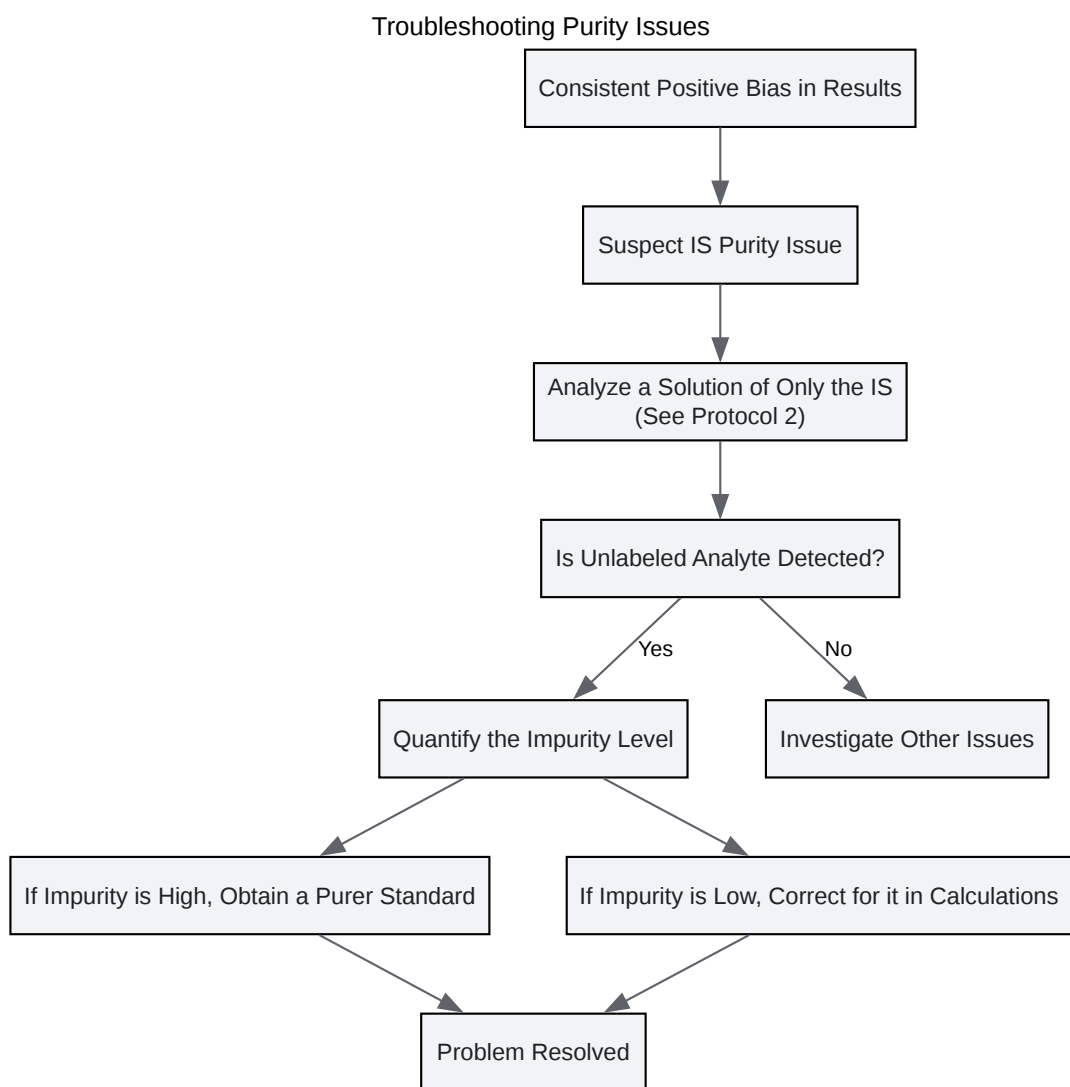 Troubleshooting Purity Issues
Consistent Positive Bias in Results
Suspect IS Purity Issue
Analyze a Solution of Only the IS
(See Protocol 2)
Is Unlabeled Analyte Detected?
Yes
No
Quantify the Impurity Level
Investigate Other Issues
If Impurity is High, Obtain a Purer Standard
If Impurity is Low, Correct for it in Calculations
Problem Resolved